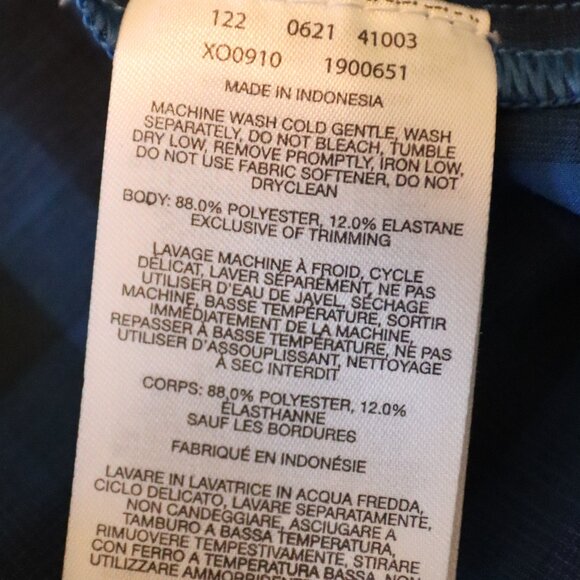 122 0621 41003
XO0910 1900651
MADE IN INDONESIA
MACHINE WASH COLD GENTLE, WASH
SEPARATELY, DO NOT BLEACH, TUMBLE
DRY LOW, REMOVE PROMPTLY, IRON LOW,
DO NOT USE FABRIC SOFTENER, DO NOT
DRYCLEAN
BODY: 88.0% POLYESTER, 12.0% ELASTANE
EXCLUSIVE OF TRIMMING
LAVAGE MACHINE À FROID, CYCLE
DÉLICAT, LAVER SÉPARÉMENT, NE PAS
UTILISER D'EAU DE JAVEL, SÉCHAGE
MACHINE, BASSE TEMPÉRATURE, SORTIR
IMMÉDIATEMENT DE LA MACHINE,
REPASSER À BASSE TEMPÉRATURE, NE PAS
UTILISER D'ASSOUPLISSANT, NETTOYAGE
À SEC INTERDIT
CORPS: 88,0% POLYESTER, 12.0%
ÉLASTHANNE
SAUF LES BORDURES
FABRIQUÉ EN INDONÉSIE
LAVARE IN LAVATRICE IN ACQUA FREDDA,
CICLO DELICATO, LAVARE SEPARATAMENTE,
NON CANDEGGIARE, ASCIUGARE A
TAMBURO A BASSA TEMPERATURA,
RIMUOVERE TEMPESTIVAMENTE, STIRARE
CON FERRO A TEMPERATURA BASSA, NON
UTILIZZARE AMMORBIDENTE